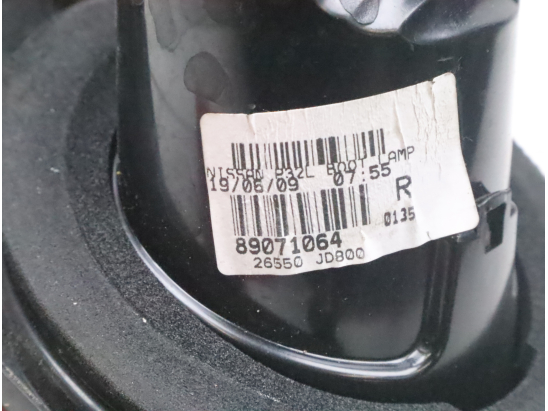 NISSAN P32L BOOT LAMP
19/06/09 07:55
R
0135
89071064
26550 JD800